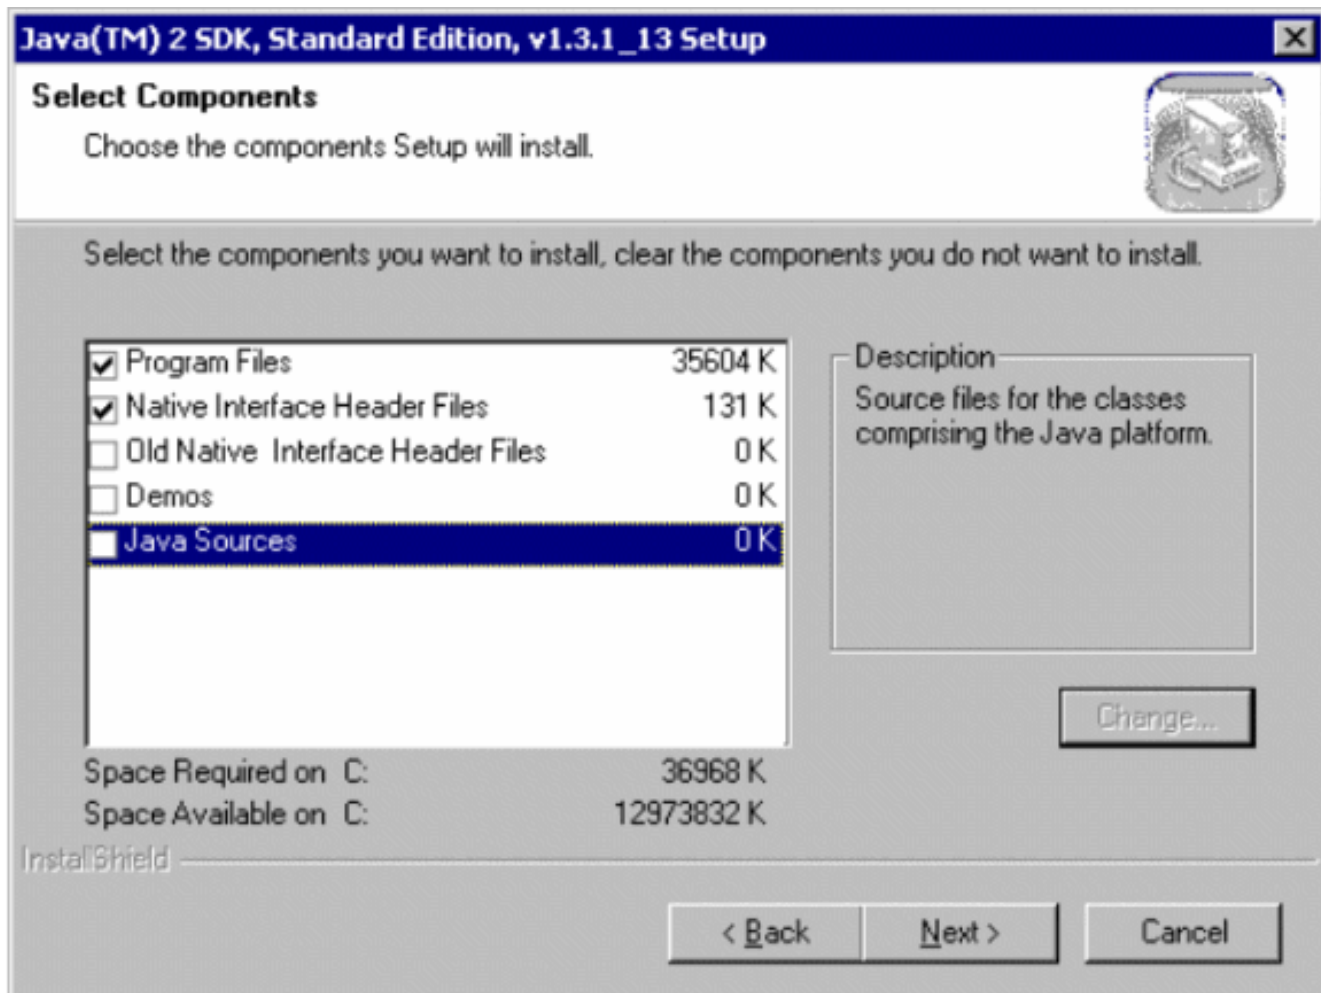 Java(TM) 2 SDK, Standard Edition, v1.3.1_13 Setup
Select Components
Choose the components Setup will install.
Select the components you want to install, clear the components you do not want to install.
Program Files 35604 K
Native Interface Header Files 131 K
Old Native  Interface Header Files 0 K
Demos 0 K
Java Sources 0 K
Description
Source files for the classes
comprising the Java platform.
Change...
Space Required on  C: 36968 K
Space Available on  C: 12973832 K
InstallShield
< Back Next > Cancel